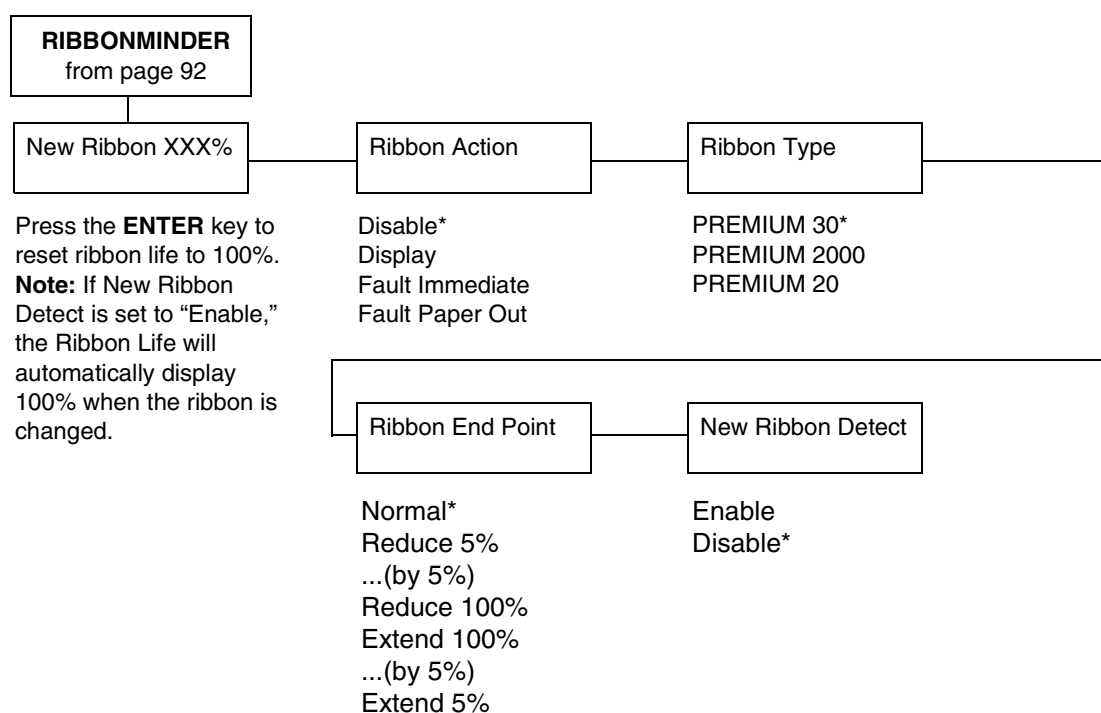 RIBBONMINDER
from page 92
New Ribbon XXX%
Press the ENTER key to
reset ribbon life to 100%.
Note: If New Ribbon
Detect is set to “Enable,”
the Ribbon Life will
automatically display
100% when the ribbon is
changed.
Ribbon Action
Disable*
Display
Fault Immediate
Fault Paper Out
Ribbon Type
PREMIUM 30*
PREMIUM 2000
PREMIUM 20
Ribbon End Point
Normal*
Reduce 5%
...(by 5%)
Reduce 100%
Extend 100%
...(by 5%)
Extend 5%
New Ribbon Detect
Enable
Disable*